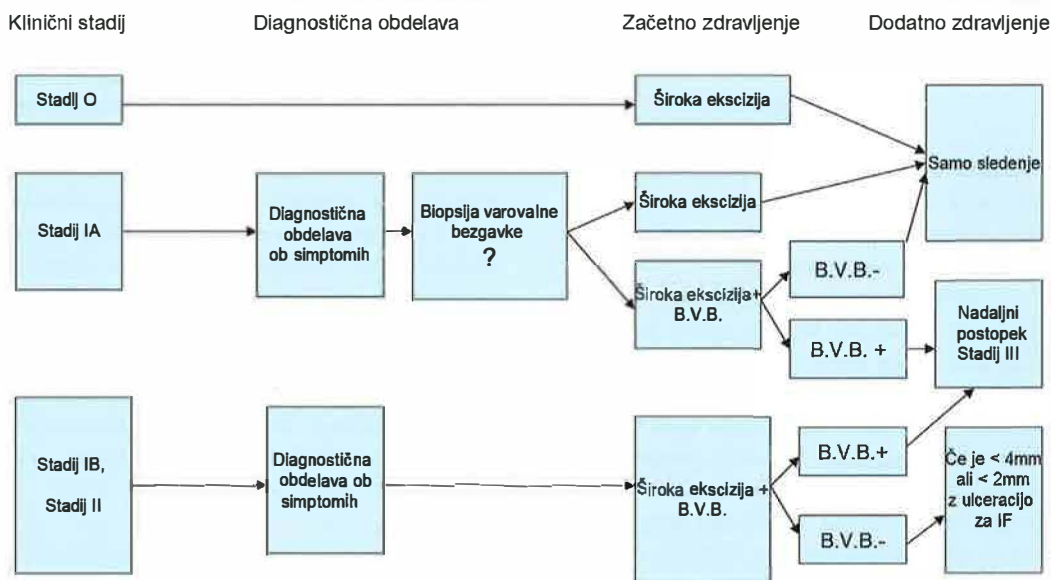 Klinični stadij
Diagnostična obdelava
Začetno zdravljenje
Dodatno zdravljenje
Stadij O
Široka ekscizija
Samo sledenje
Stadij IA
Diagnostična
obdelava
ob simptomih
Biopsija varovalne
bezgavke
?
Široka ekscizija
Široka ekscizija+
B.V.B.
B.V.B.-
B.V.B. +
Nadaljni
postopek
Stadij III
Stadij IB,
Stadij II
Diagnostična
obdelava ob
simptomih
Široka ekscizija +
B.V.B.
B.V.B.+
B.V.B.-
Če je < 4mm
ali < 2mm
z ulceracijo
za IF